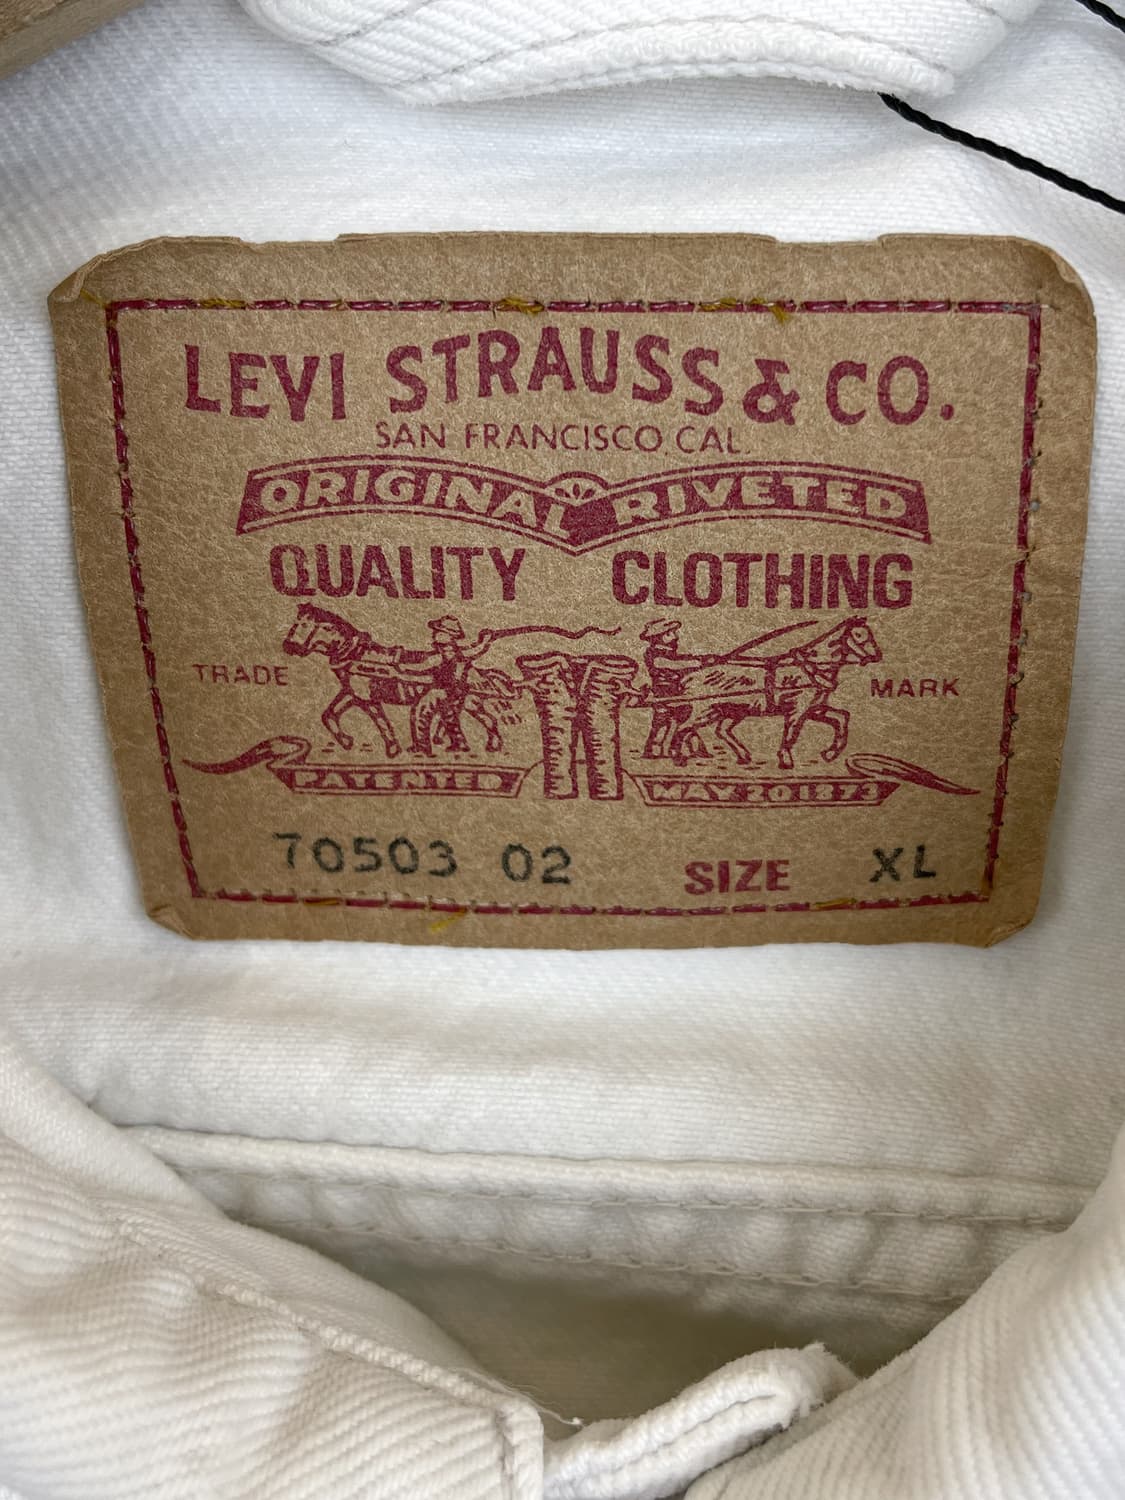 LEVI STRAUSS & CO.
SAN FRANCISCO, CAL.
ORIGINAL RIVETED
QUALITY CLOTHING
TRADE MARK
PATENTED MAY 20 1873
70503 02 SIZE XL